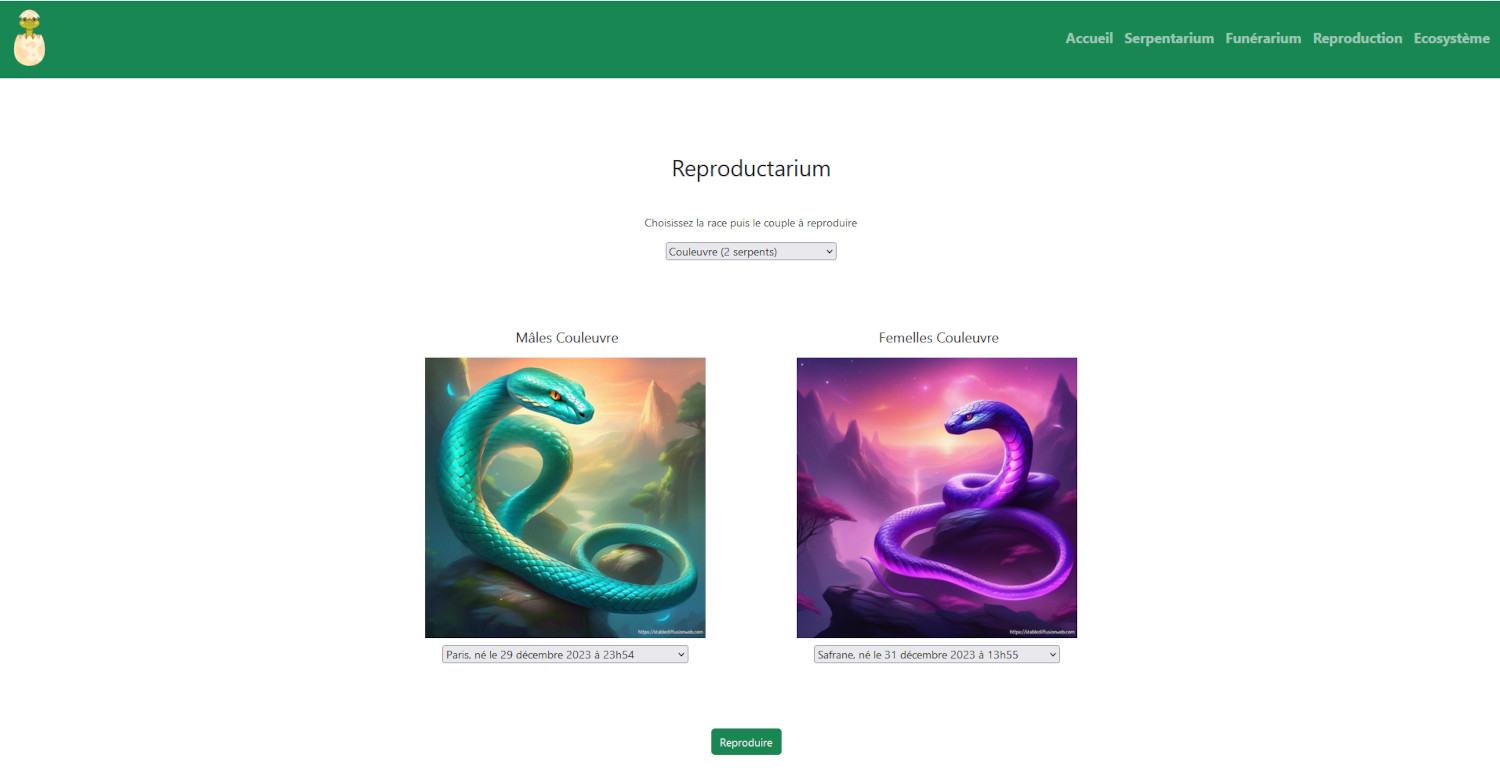 Accueil Serpentarium Funérarium Reproduction Ecosystème
Reproductarium
Choisissez la race puis le couple à reproduire
Couleuvre (2 serpents)
Mâles Couleuvre
Femelles Couleuvre
https://stablediffusionweb.com
https://stablediffusionweb.com
Paris, né le 29 décembre 2023 à 23h54
Safrane, né le 31 décembre 2023 à 13h55
Reproduire